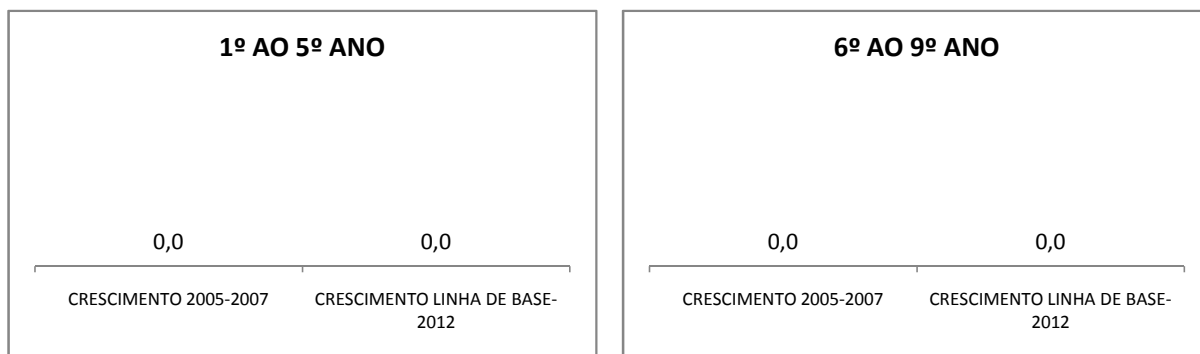 1º AO 5º ANO
0,0
0,0
CRESCIMENTO 2005-2007
CRESCIMENTO LINHA DE BASE-
2012
6º AO 9º ANO
0,0
0,0
CRESCIMENTO 2005-2007
CRESCIMENTO LINHA DE BASE-
2012